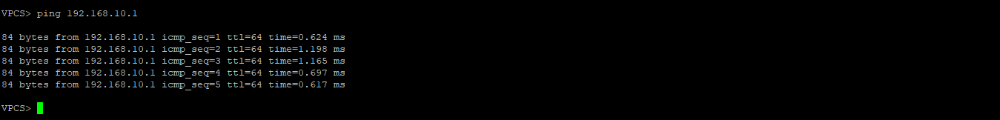 VPCS> ping 192.168.10.1
84 bytes from 192.168.10.1 icmp_seq=1 ttl=64 time=0.624 ms
84 bytes from 192.168.10.1 icmp_seq=2 ttl=64 time=1.198 ms
84 bytes from 192.168.10.1 icmp_seq=3 ttl=64 time=1.165 ms
84 bytes from 192.168.10.1 icmp_seq=4 ttl=64 time=0.697 ms
84 bytes from 192.168.10.1 icmp_seq=5 ttl=64 time=0.617 ms
VPCS>